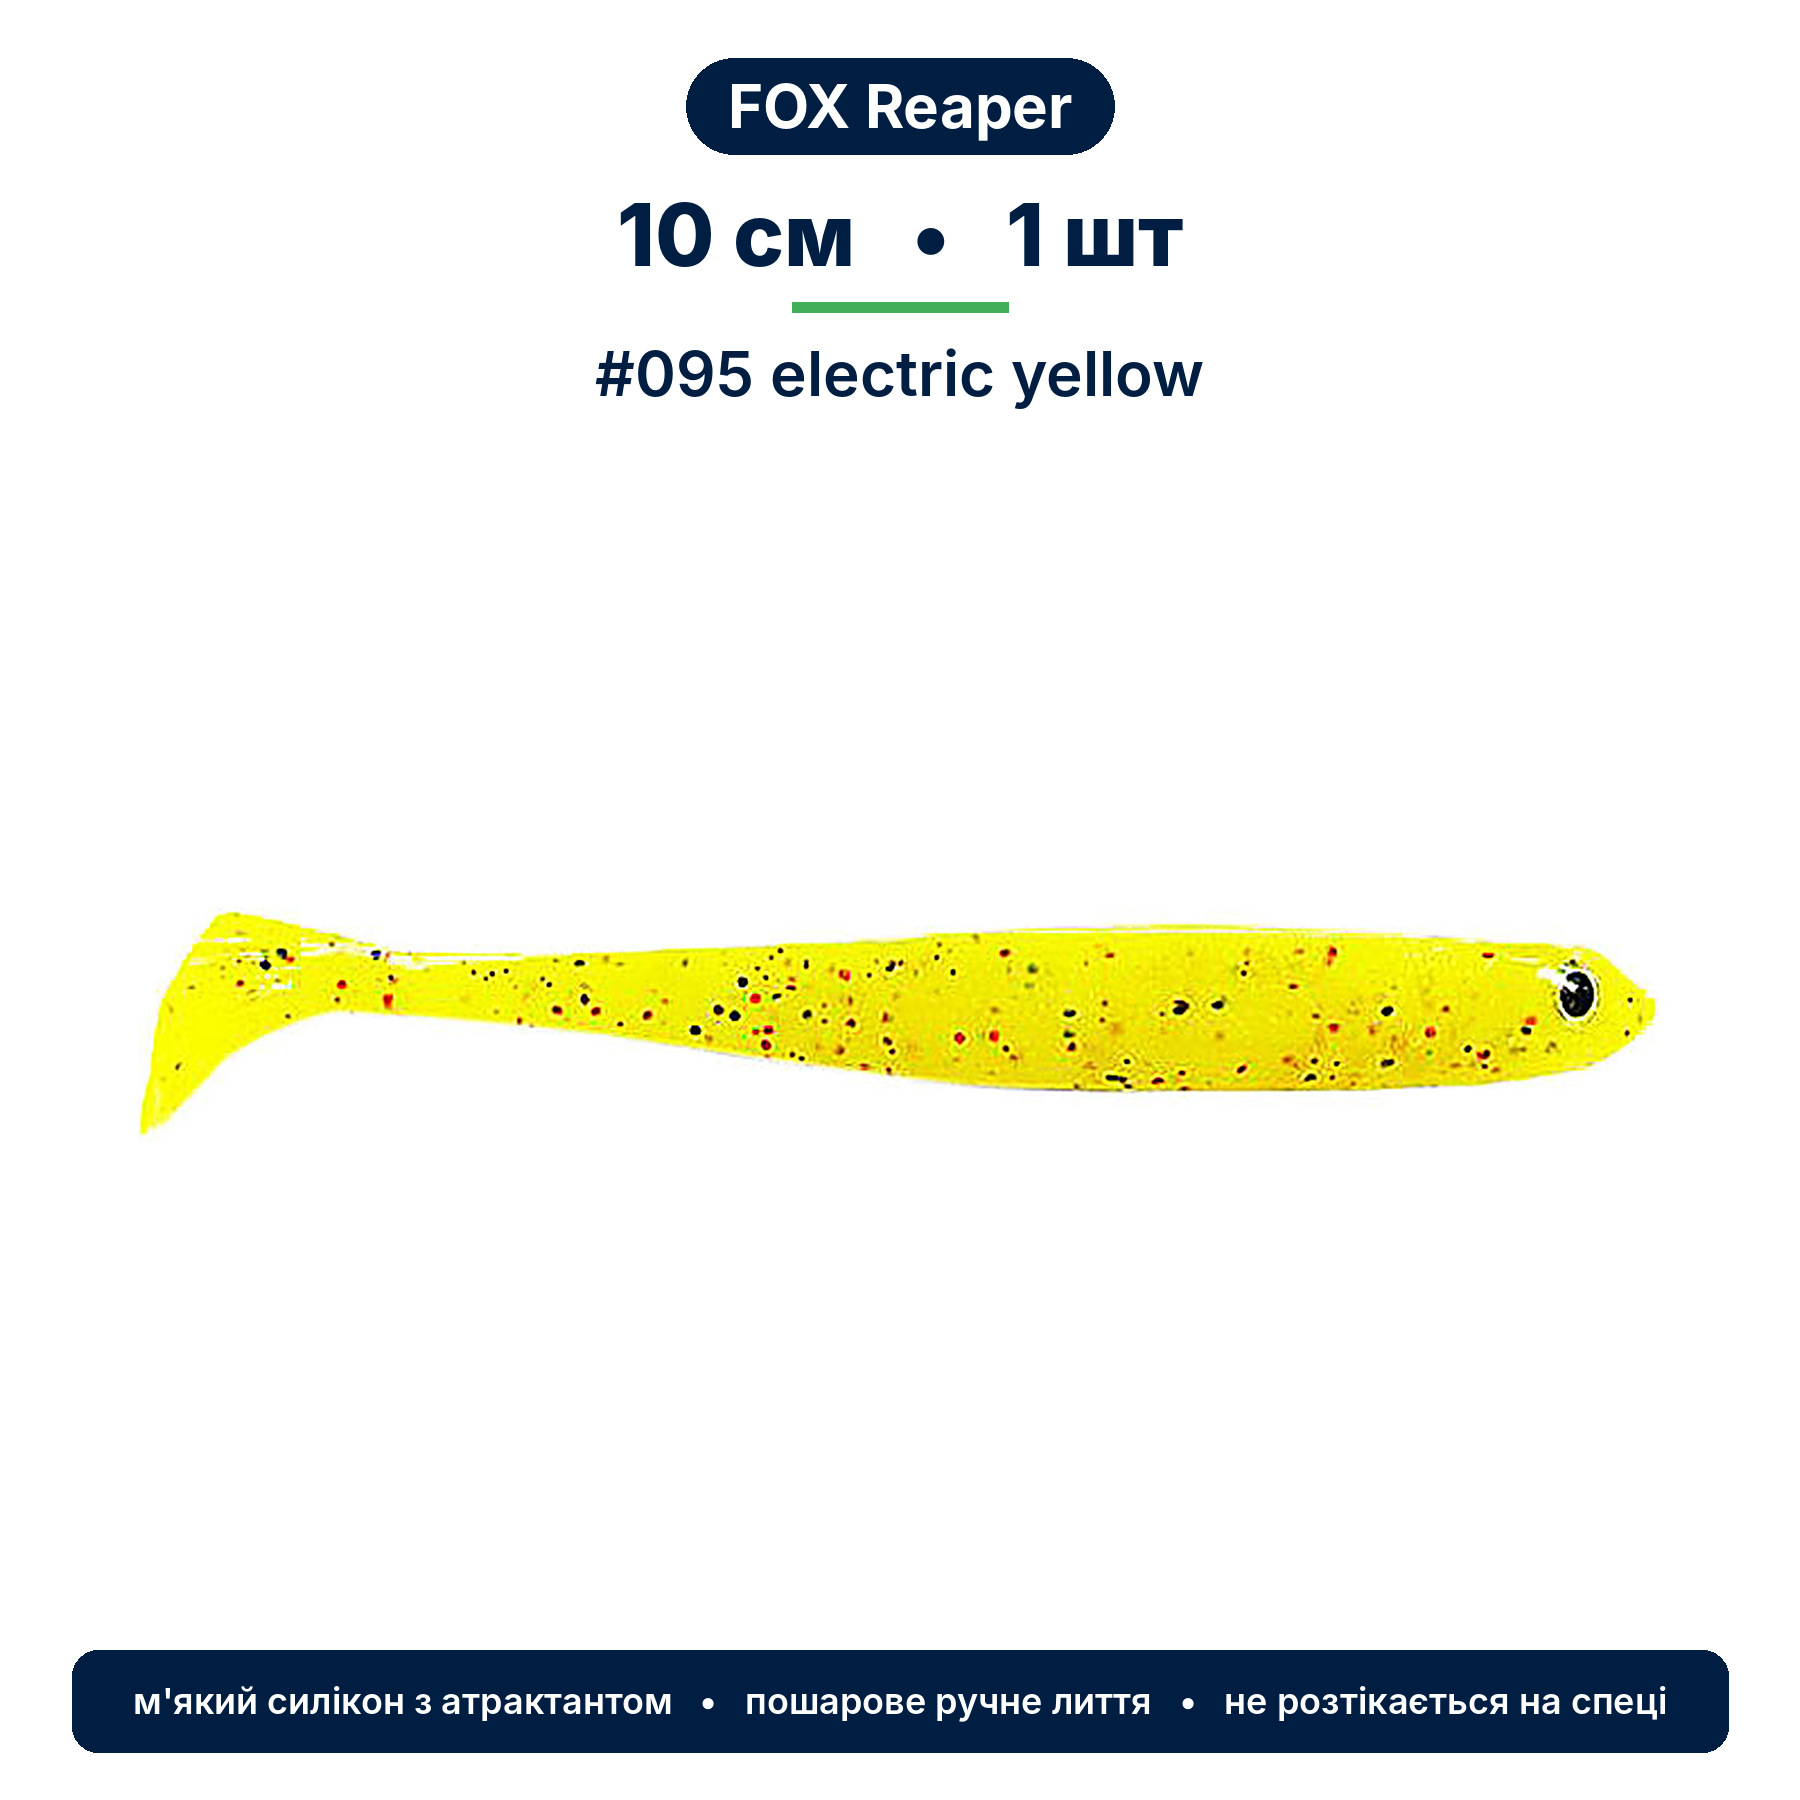 FOX Reaper
10 см • 1 шт
#095 electric yellow
м'який силікон з атрактантом • пошарове ручне лиття • не розтікається на спеці